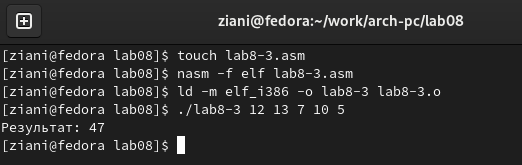 ziani@fedora:~/work/arch-pc/lab08
[ziani@fedora lab08]$ touch lab8-3.asm
[ziani@fedora lab08]$ nasm -f elf lab8-3.asm
[ziani@fedora lab08]$ ld -m elf_i386 -o lab8-3 lab8-3.o
[ziani@fedora lab08]$ ./lab8-3 12 13 7 10 5
Результат: 47
[ziani@fedora lab08]$